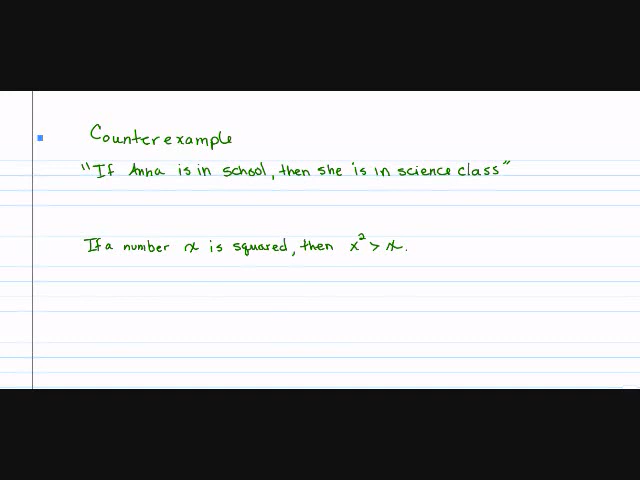 Counterexample
"If Anna is in school, then she is in science class"
If a number x is squared, then x² > x.